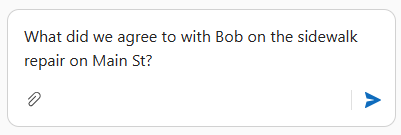 What did we agree to with Bob on the sidewalk
repair on Main St?